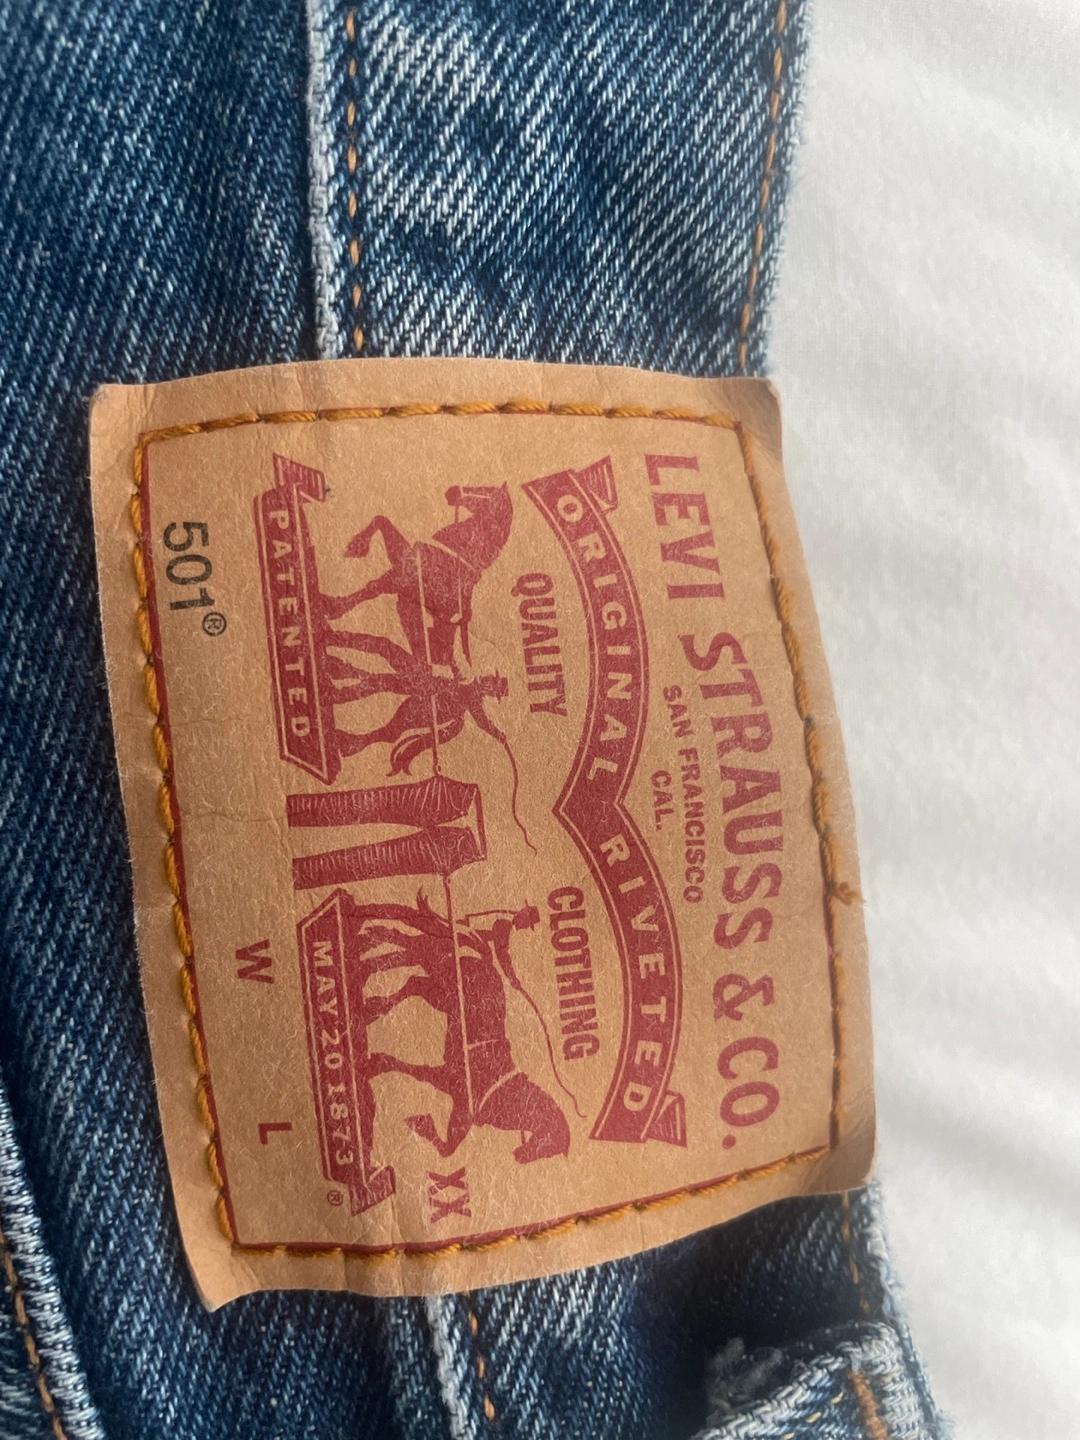 LEVI STRAUSS & CO.
SAN FRANCISCO
CAL.
ORIGINAL RIVETED
QUALITY CLOTHING
XX
PATENTED MAY 20 1873 ®
501® W L